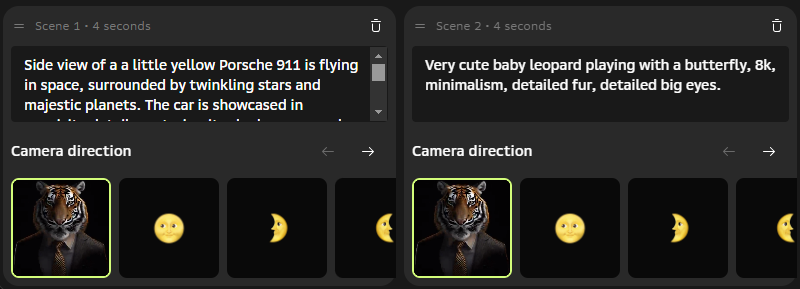 Scene 1 • 4 seconds
Side view of a a little yellow Porsche 911 is flying
in space, surrounded by twinkling stars and
majestic planets. The car is showcased in
Camera direction
Scene 2 • 4 seconds
Very cute baby leopard playing with a butterfly, 8k,
minimalism, detailed fur, detailed big eyes.
Camera direction